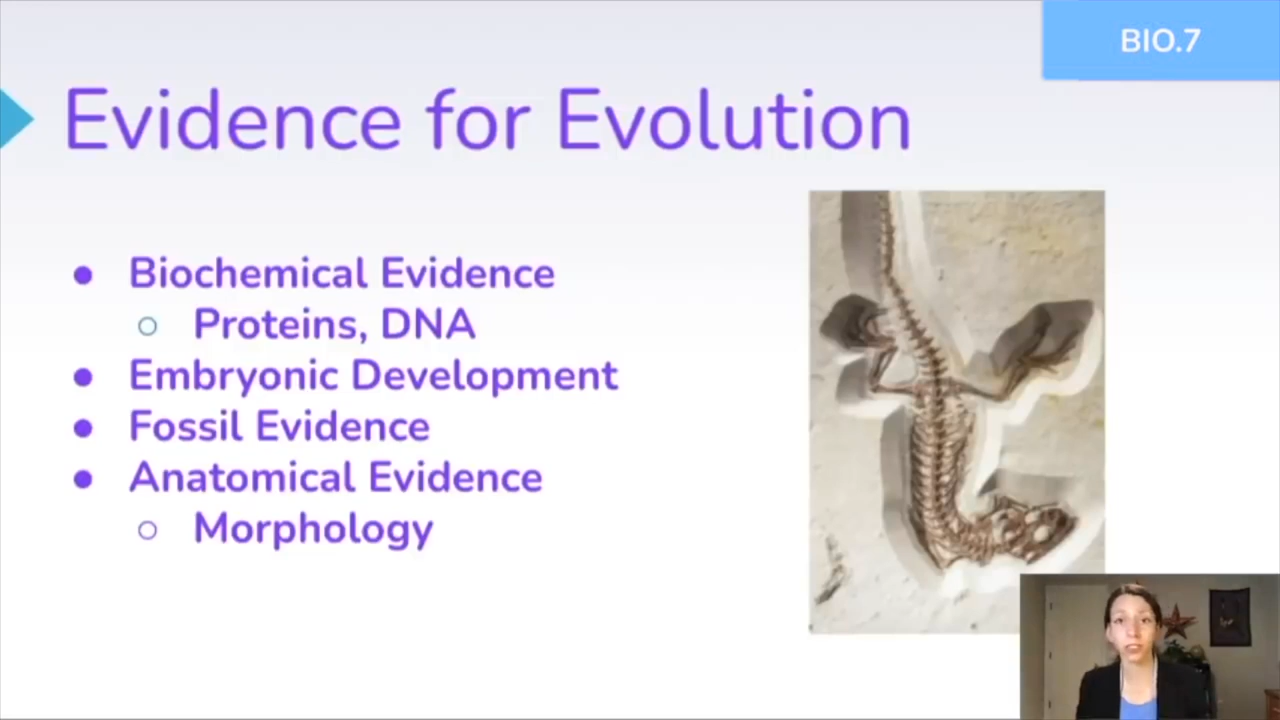 BIO.7
Evidence for Evolution
● Biochemical Evidence
○ Proteins, DNA
● Embryonic Development
● Fossil Evidence
● Anatomical Evidence
○ Morphology